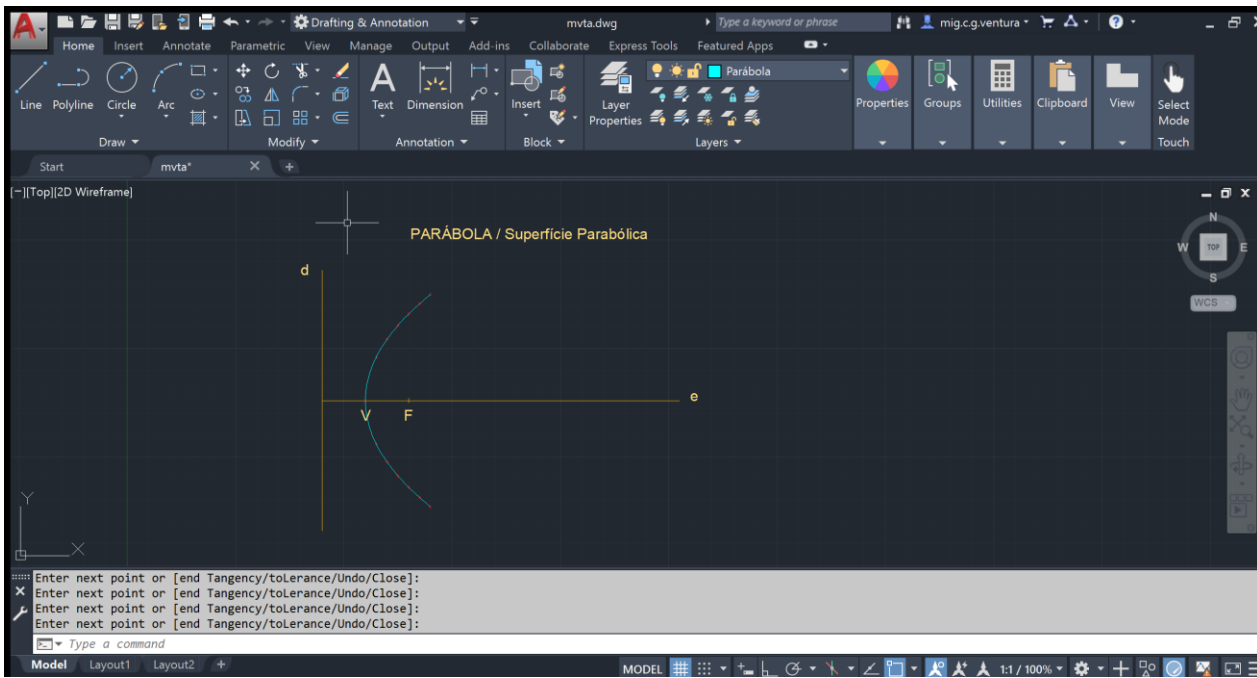 Drafting & Annotation mvta.dwg Type a keyword or phrase mig.c.g.ventura
Home Insert Annotate Parametric View Manage Output Add-ins Collaborate Express Tools Featured Apps
Parábola
Line Polyline Circle Arc Text Dimension Insert Layer Properties Properties Groups Utilities Clipboard View Select Mode
Draw Modify Annotation Block Layers Touch
Start mvta* +
[−][Top][2D Wireframe]
N
PARÁBOLA / Superfície Parabólica
W TOP E
d
S
WCS
e
V F
Y
X
Enter next point or [end Tangency/toLerance/Undo/Close]:
Enter next point or [end Tangency/toLerance/Undo/Close]:
Enter next point or [end Tangency/toLerance/Undo/Close]:
Enter next point or [end Tangency/toLerance/Undo/Close]:
Type a command
Model Layout1 Layout2 + MODEL 1:1 / 100%